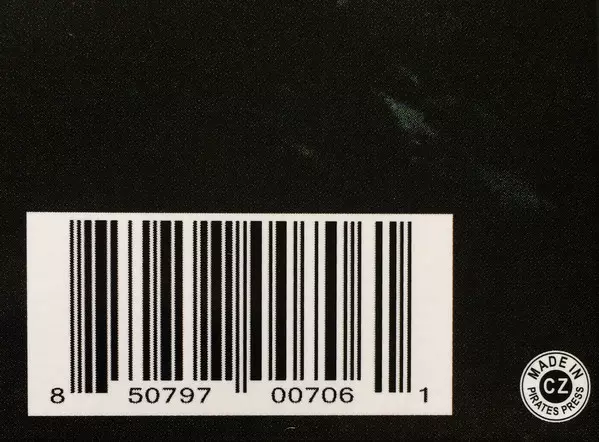 8 50797 00706 1
MADE IN
CZ
PIRATES PRESS